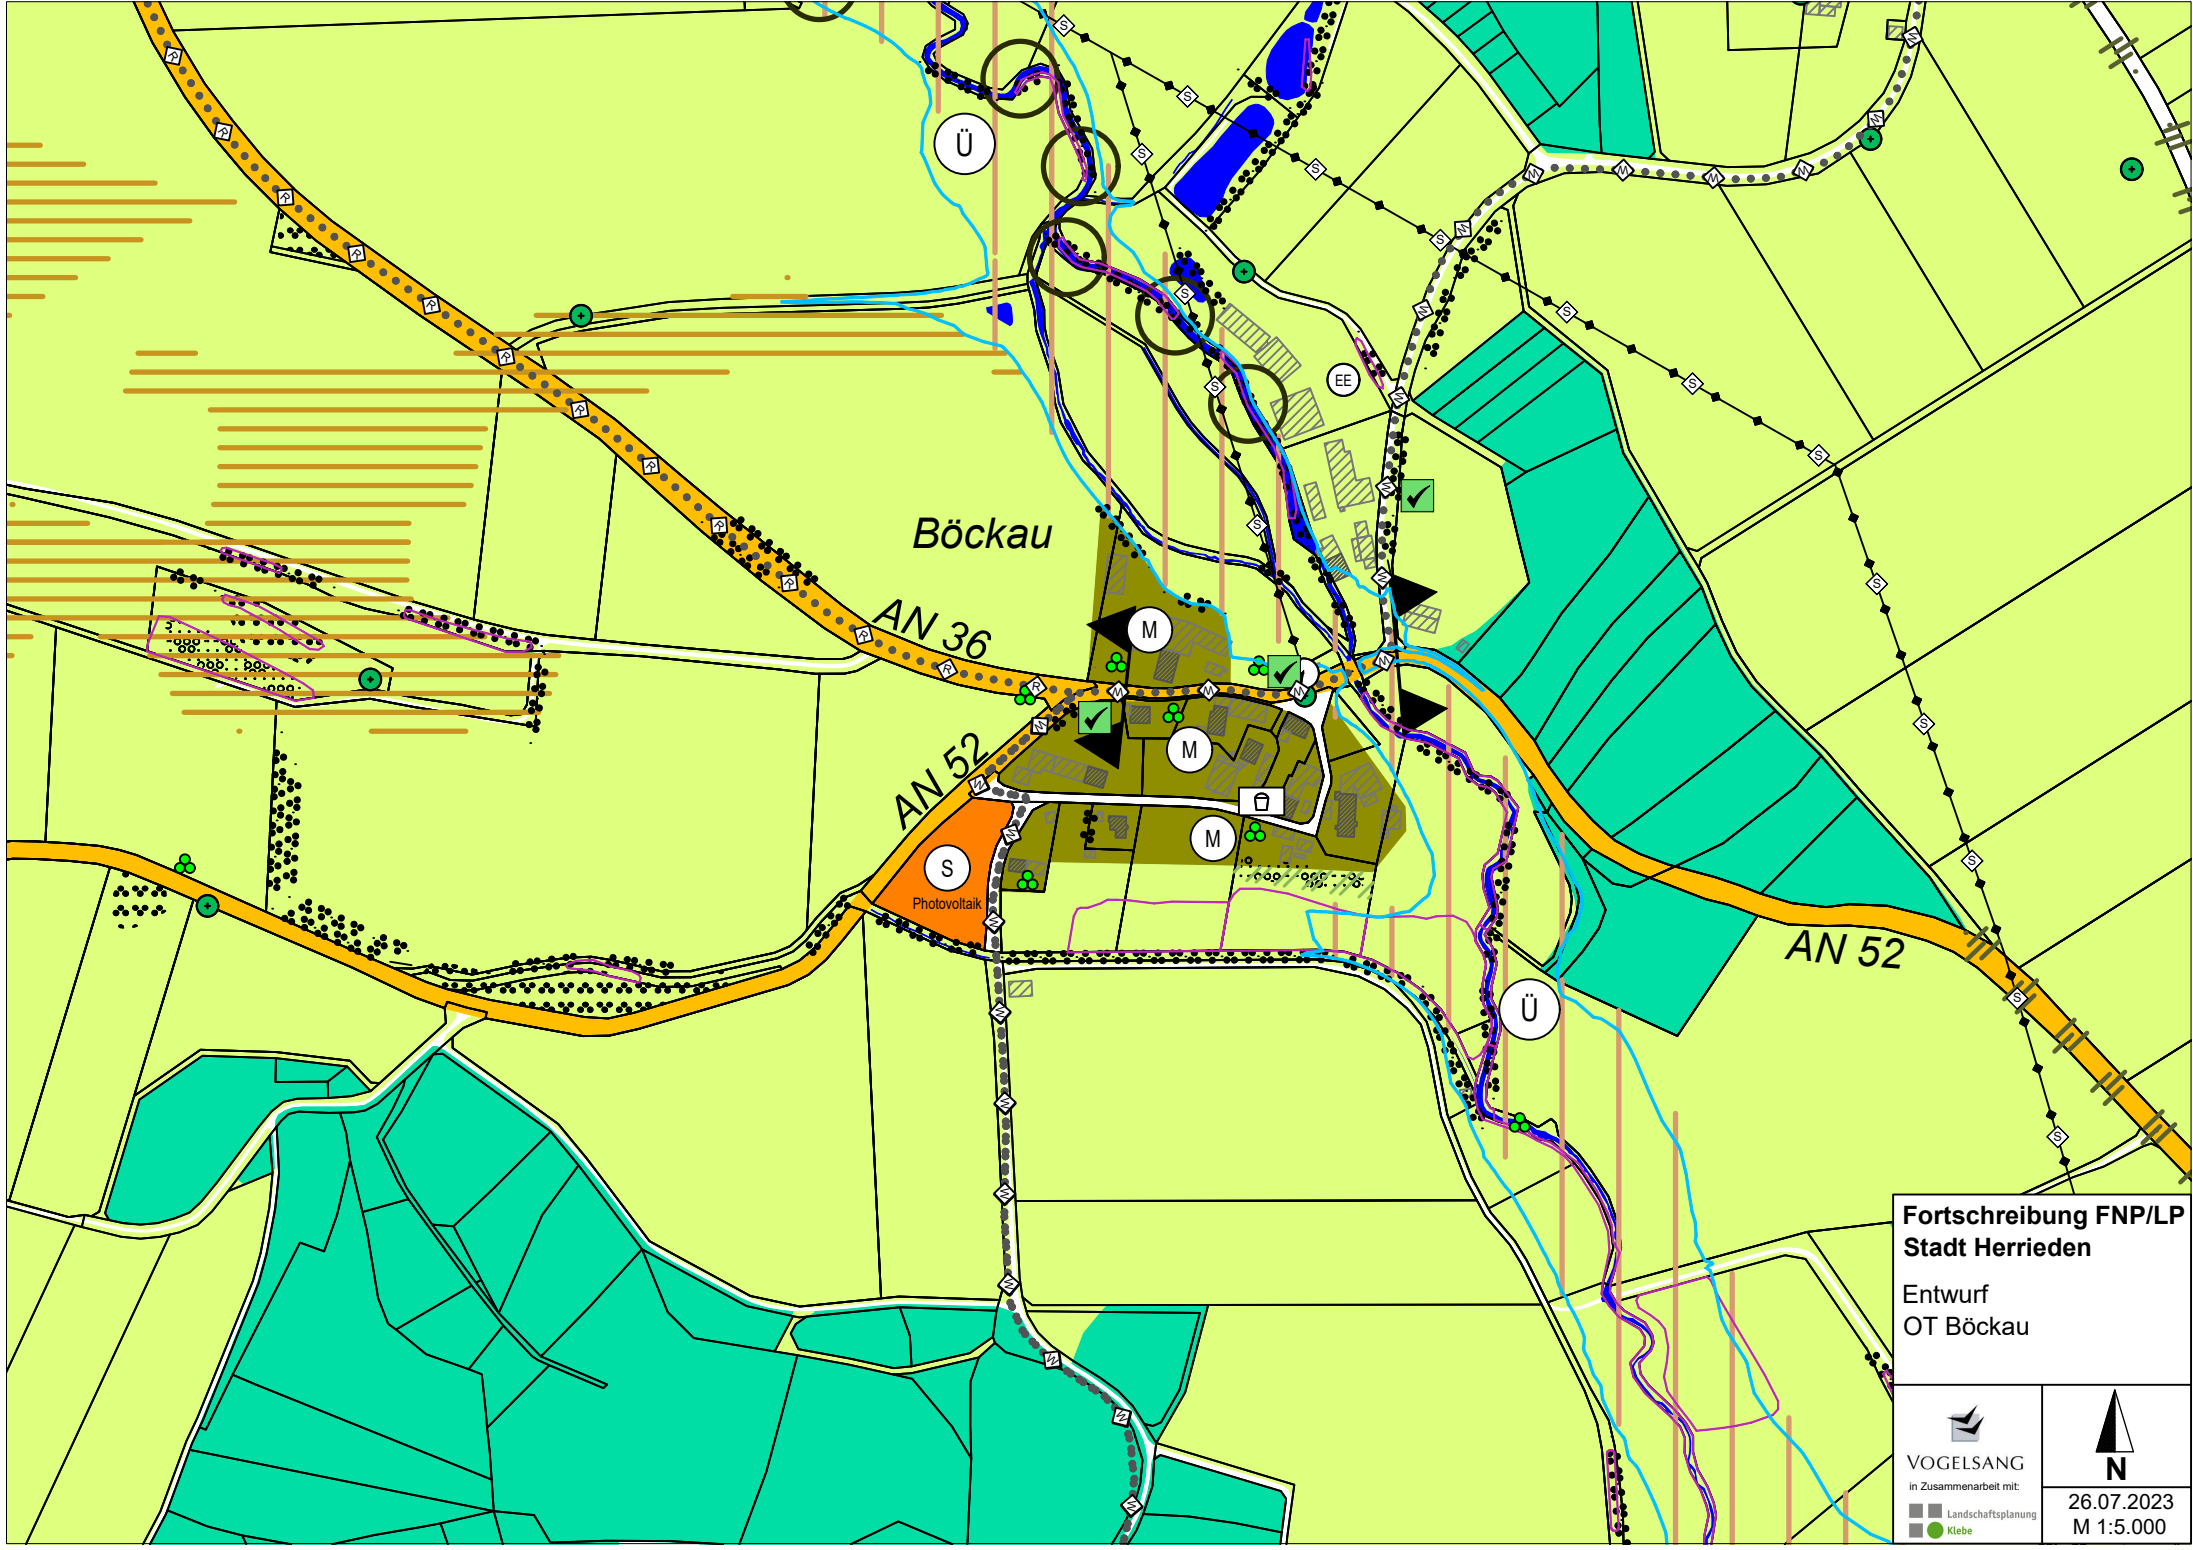 Ü
EE
Böckau
AN 36
M
AN 52
M
M
S
Photovoltaik
AN 52
Ü
Fortschreibung FNP/LP
Stadt Herrieden
Entwurf
OT Böckau
VOGELSANG
in Zusammenarbeit mit:
Landschaftsplanung
Klebe
N
26.07.2023
M 1:5.000